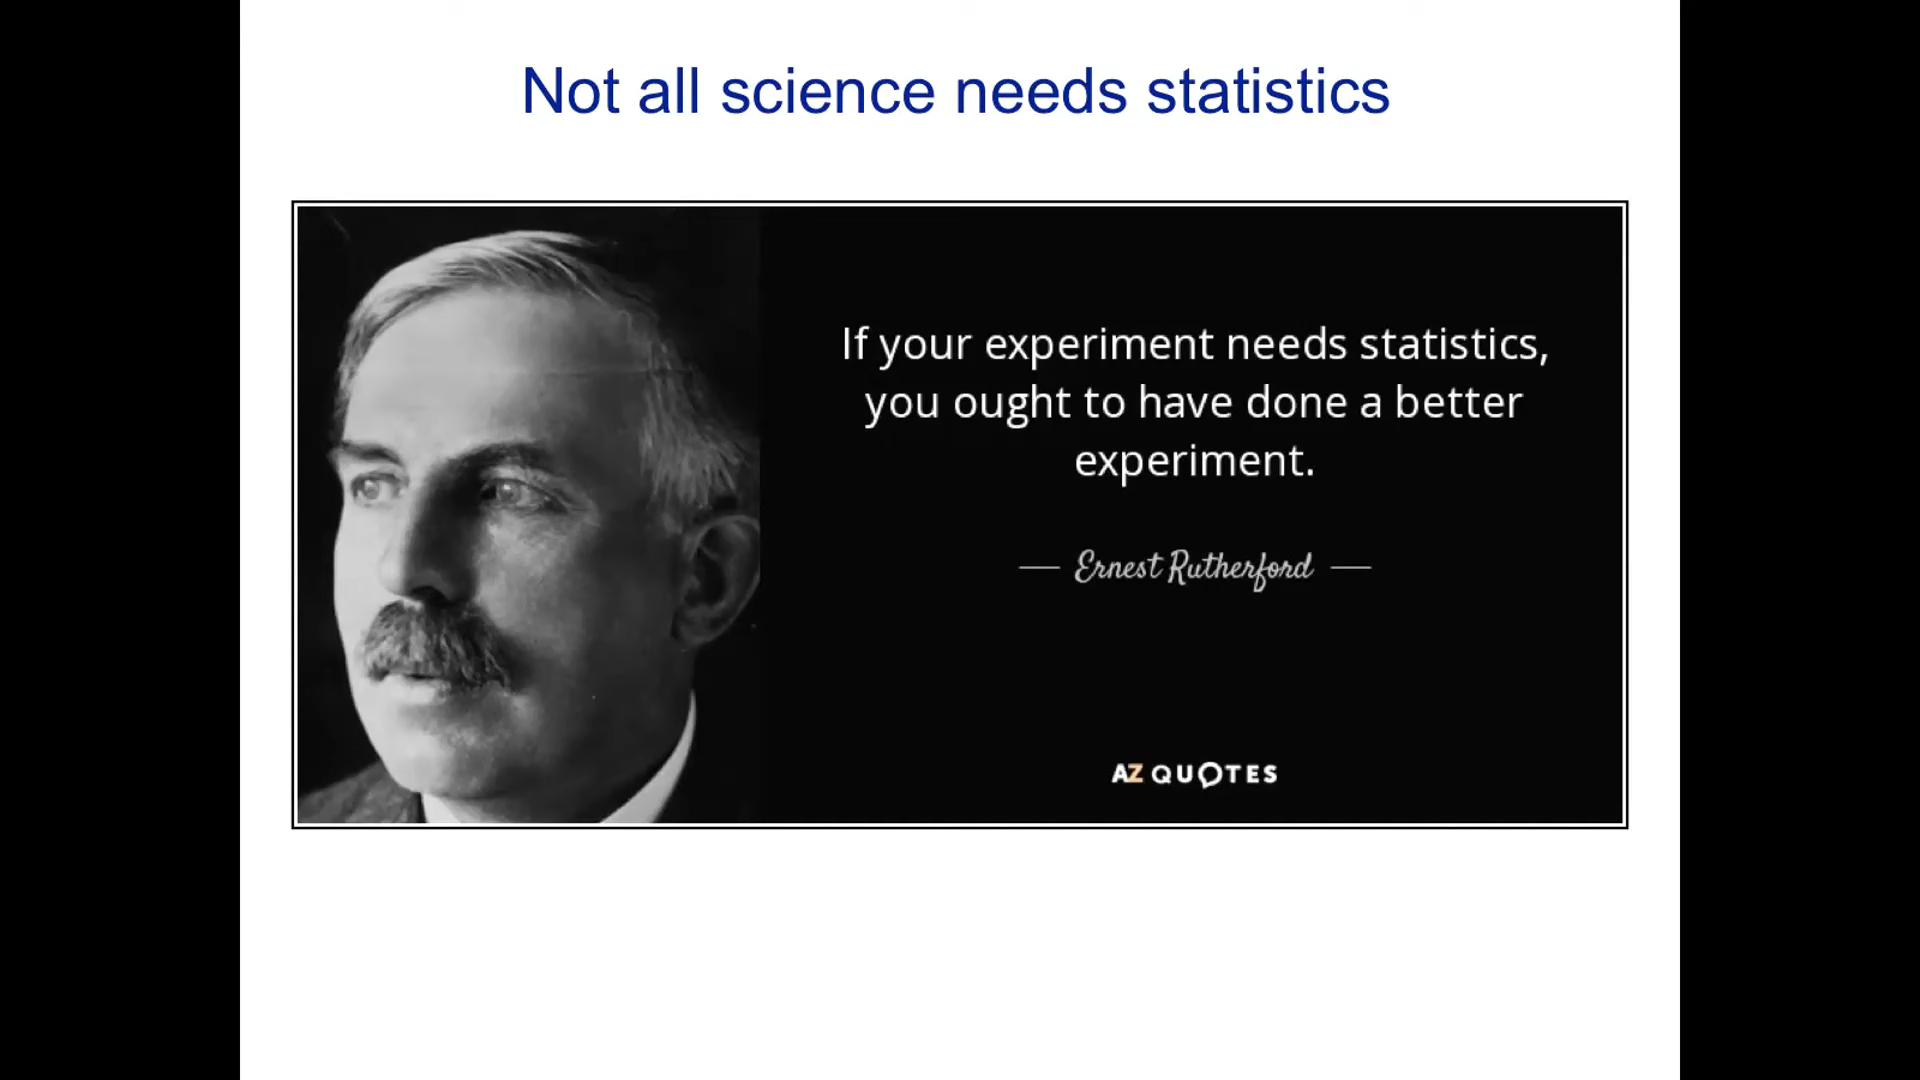 Not all science needs statistics
If your experiment needs statistics,
you ought to have done a better
experiment.
— Ernest Rutherford —
AZ QUOTES